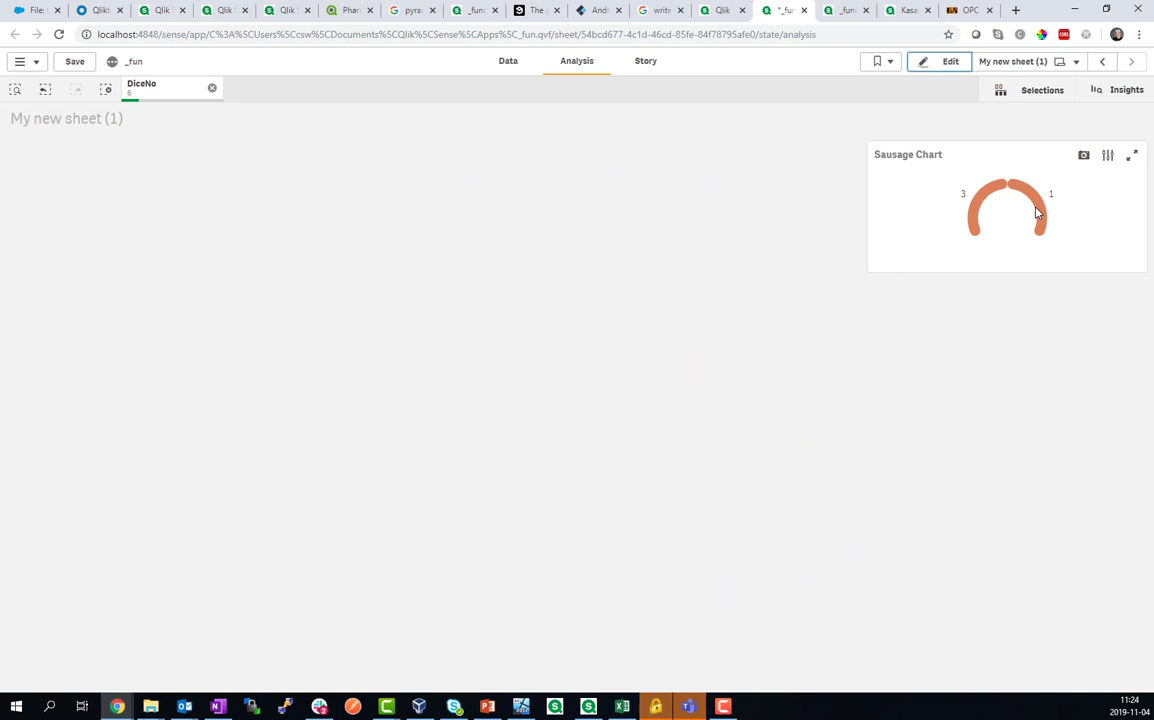 File: Qlikt Qlik Qlik Qlik Phan pyrar _func The p And write Qlik *_fun _func Kasa OPC
localhost:4848/sense/app/C%3A%5CUsers%5Ccsw%5CDocuments%5CQlik%5CSense%5CApps%5C_fun.qvf/sheet/54bcd677-4c1d-46cd-85fe-84f78795afe0/state/analysis
Save _fun Data Analysis Story Edit My new sheet (1)
DiceNo
6
Selections Insights
My new sheet (1)
Sausage Chart
3 1
11:24
2019-11-04